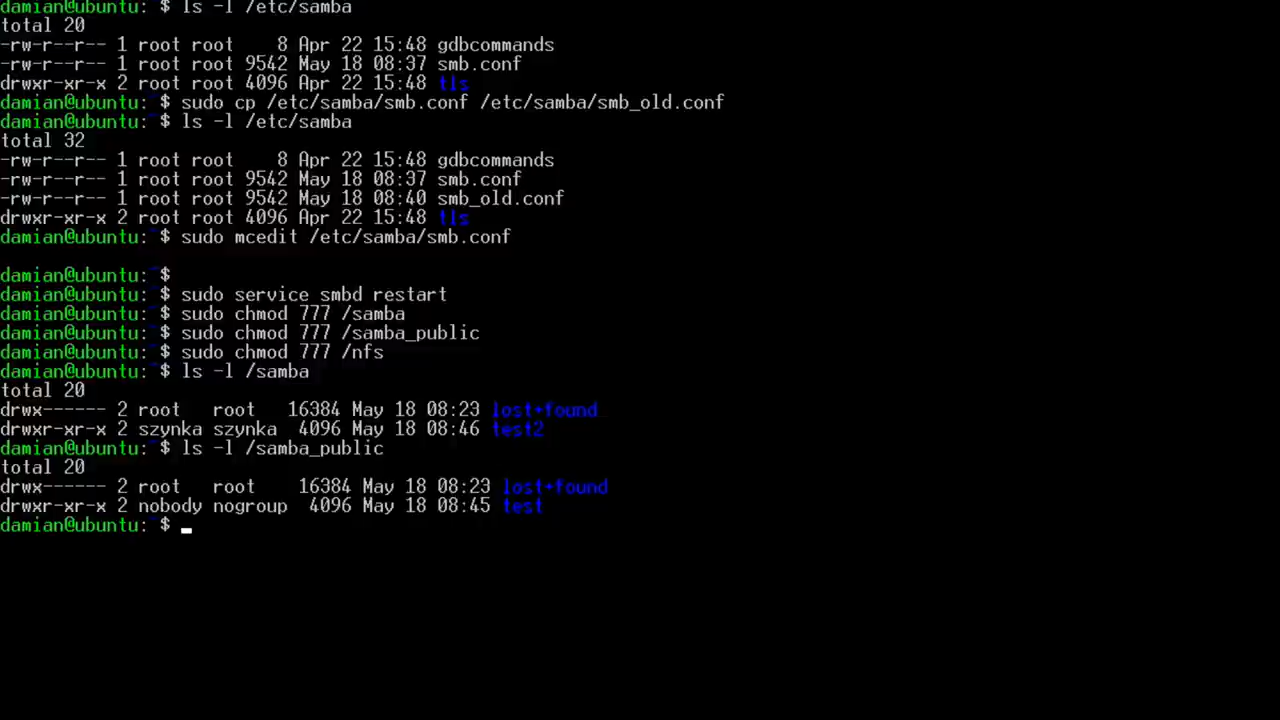 damian@ubuntu:~$ ls -l /etc/samba
total 20
-rw-r--r-- 1 root root    8 Apr 22 15:48 gdbcommands
-rw-r--r-- 1 root root 9542 May 18 08:37 smb.conf
drwxr-xr-x 2 root root 4096 Apr 22 15:48 tls
damian@ubuntu:~$ sudo cp /etc/samba/smb.conf /etc/samba/smb_old.conf
damian@ubuntu:~$ ls -l /etc/samba
total 32
-rw-r--r-- 1 root root    8 Apr 22 15:48 gdbcommands
-rw-r--r-- 1 root root 9542 May 18 08:37 smb.conf
-rw-r--r-- 1 root root 9542 May 18 08:40 smb_old.conf
drwxr-xr-x 2 root root 4096 Apr 22 15:48 tls
damian@ubuntu:~$ sudo mcedit /etc/samba/smb.conf
damian@ubuntu:~$
damian@ubuntu:~$ sudo service smbd restart
damian@ubuntu:~$ sudo chmod 777 /samba
damian@ubuntu:~$ sudo chmod 777 /samba_public
damian@ubuntu:~$ sudo chmod 777 /nfs
damian@ubuntu:~$ ls -l /samba
total 20
drwx------ 2 root   root   16384 May 18 08:23 lost+found
drwxr-xr-x 2 szynka szynka  4096 May 18 08:46 test2
damian@ubuntu:~$ ls -l /samba_public
total 20
drwx------ 2 root   root    16384 May 18 08:23 lost+found
drwxr-xr-x 2 nobody nogroup  4096 May 18 08:45 test
damian@ubuntu:~$